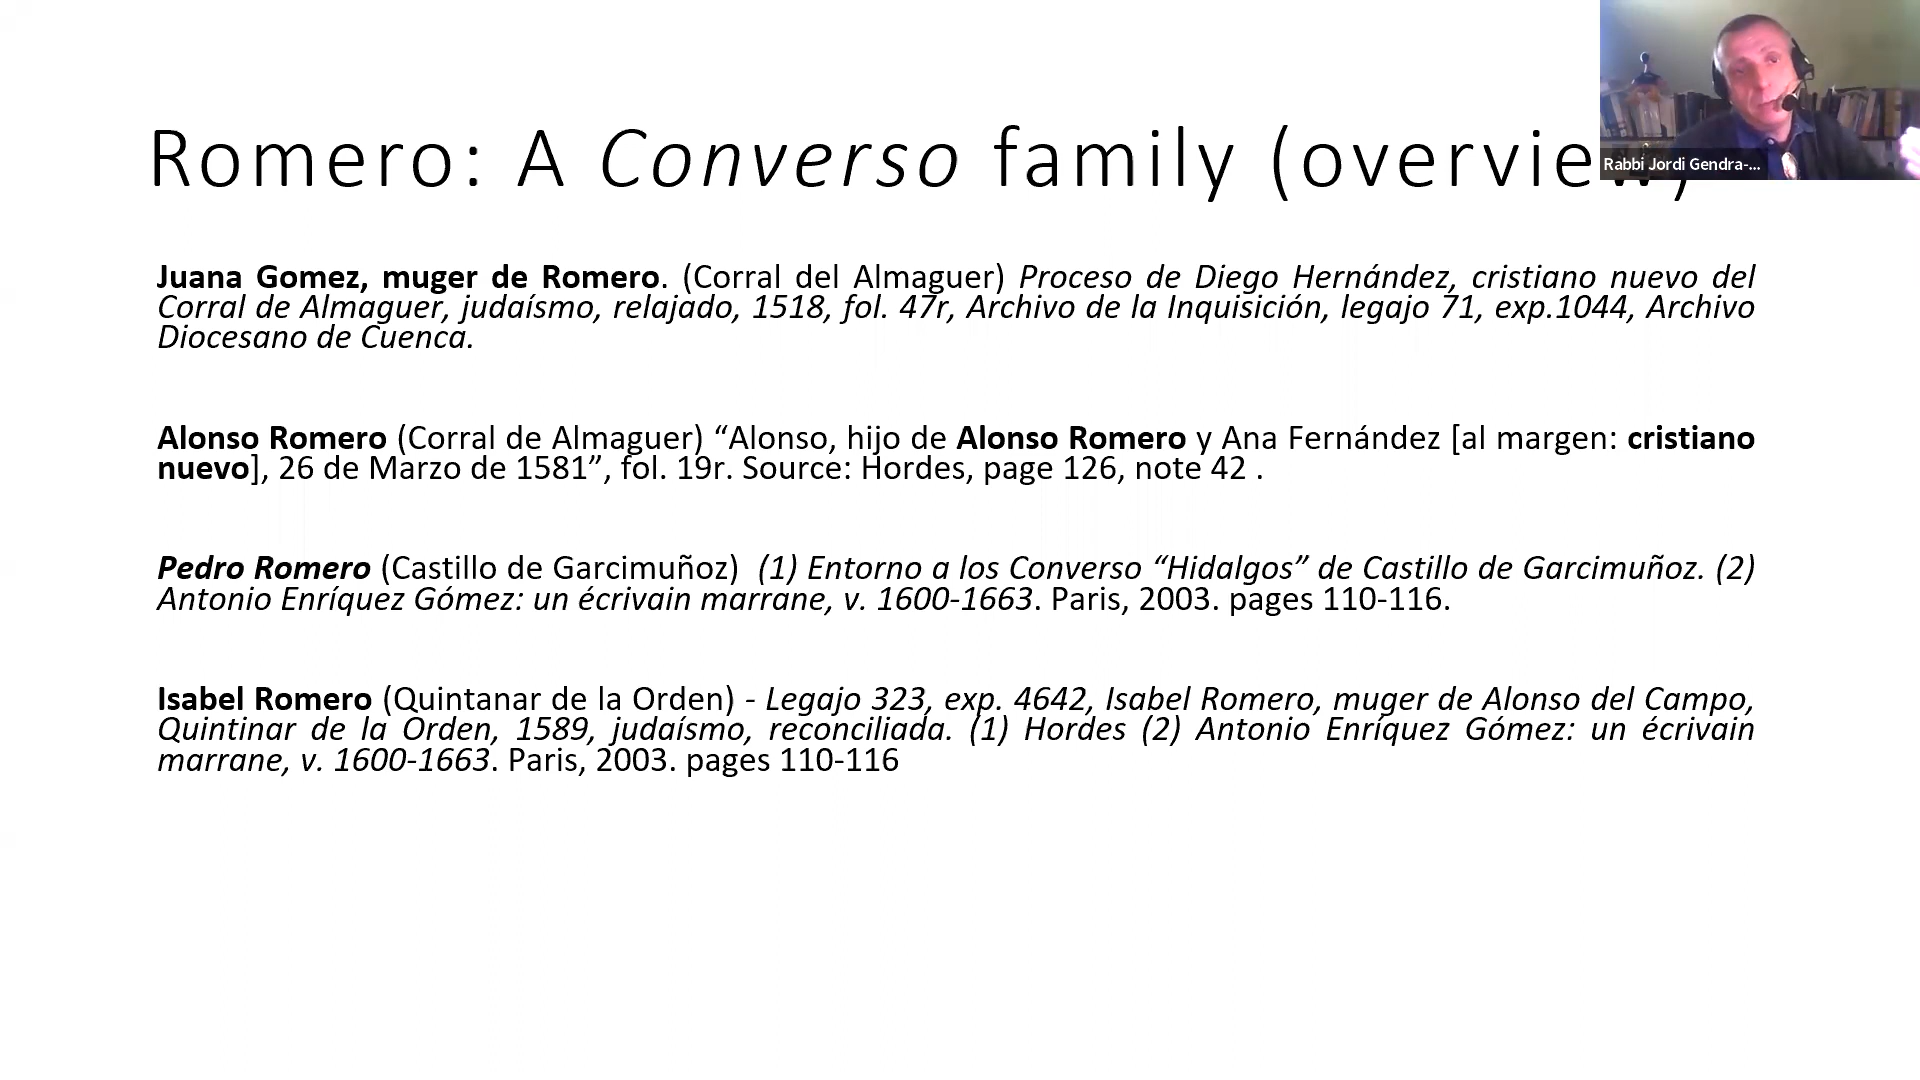 Rabbi Jordi Gendra-...
Romero: A Converso family (overview)
Juana Gomez, muger de Romero. (Corral del Almaguer) Proceso de Diego Hernández, cristiano nuevo del
Corral de Almaguer, judaísmo, relajado, 1518, fol. 47r, Archivo de la Inquisición, legajo 71, exp.1044, Archivo
Diocesano de Cuenca.
Alonso Romero (Corral de Almaguer) “Alonso, hijo de Alonso Romero y Ana Fernández [al margen: cristiano
nuevo], 26 de Marzo de 1581”, fol. 19r. Source: Hordes, page 126, note 42 .
Pedro Romero (Castillo de Garcimuñoz) (1) Entorno a los Converso “Hidalgos” de Castillo de Garcimuñoz. (2)
Antonio Enríquez Gómez: un écrivain marrane, v. 1600-1663. Paris, 2003. pages 110-116.
Isabel Romero (Quintanar de la Orden) - Legajo 323, exp. 4642, Isabel Romero, muger de Alonso del Campo,
Quintinar de la Orden, 1589, judaísmo, reconciliada. (1) Hordes (2) Antonio Enríquez Gómez: un écrivain
marrane, v. 1600-1663. Paris, 2003. pages 110-116